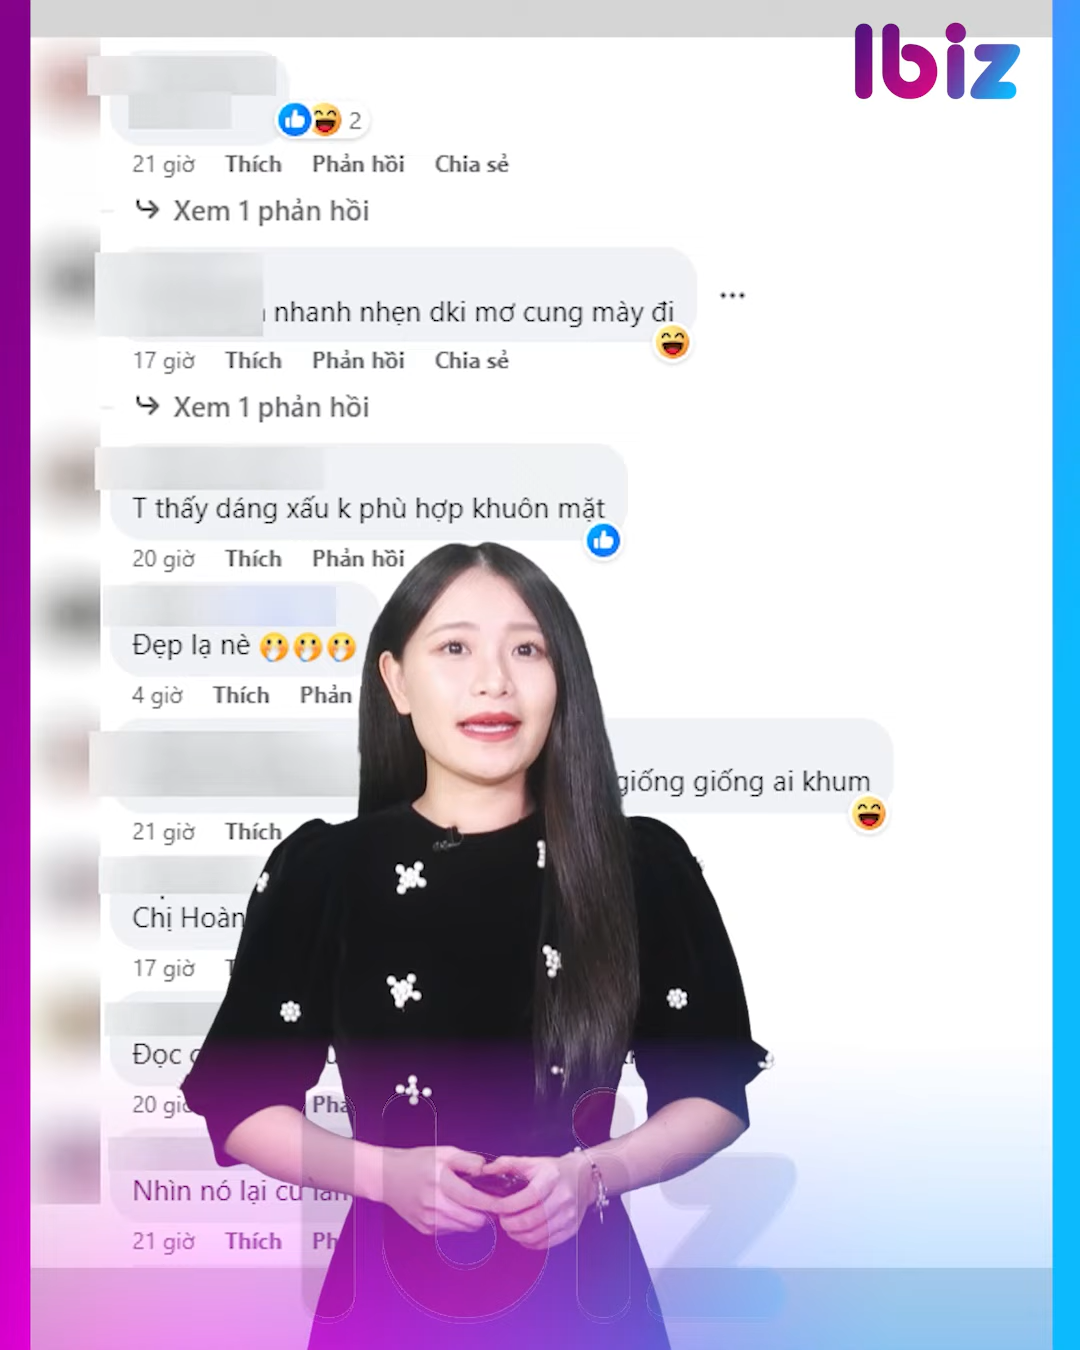 Ibiz
2
21 giờ Thích Phản hồi Chia sẻ
Xem 1 phản hồi
nhanh nhẹn dki mơ cung mày đi
17 giờ Thích Phản hồi Chia sẻ
Xem 1 phản hồi
T thấy dáng xấu k phù hợp khuôn mặt
20 giờ Thích Phản hồi
Đẹp lạ nè 🤭🤭🤭
4 giờ Thích Phản
giống giống ai khum
21 giờ Thích
Chị Hoàn
17 giờ
Đọc
20 giờ
Nhìn nó lại cứ
21 giờ Thích
Ibiz